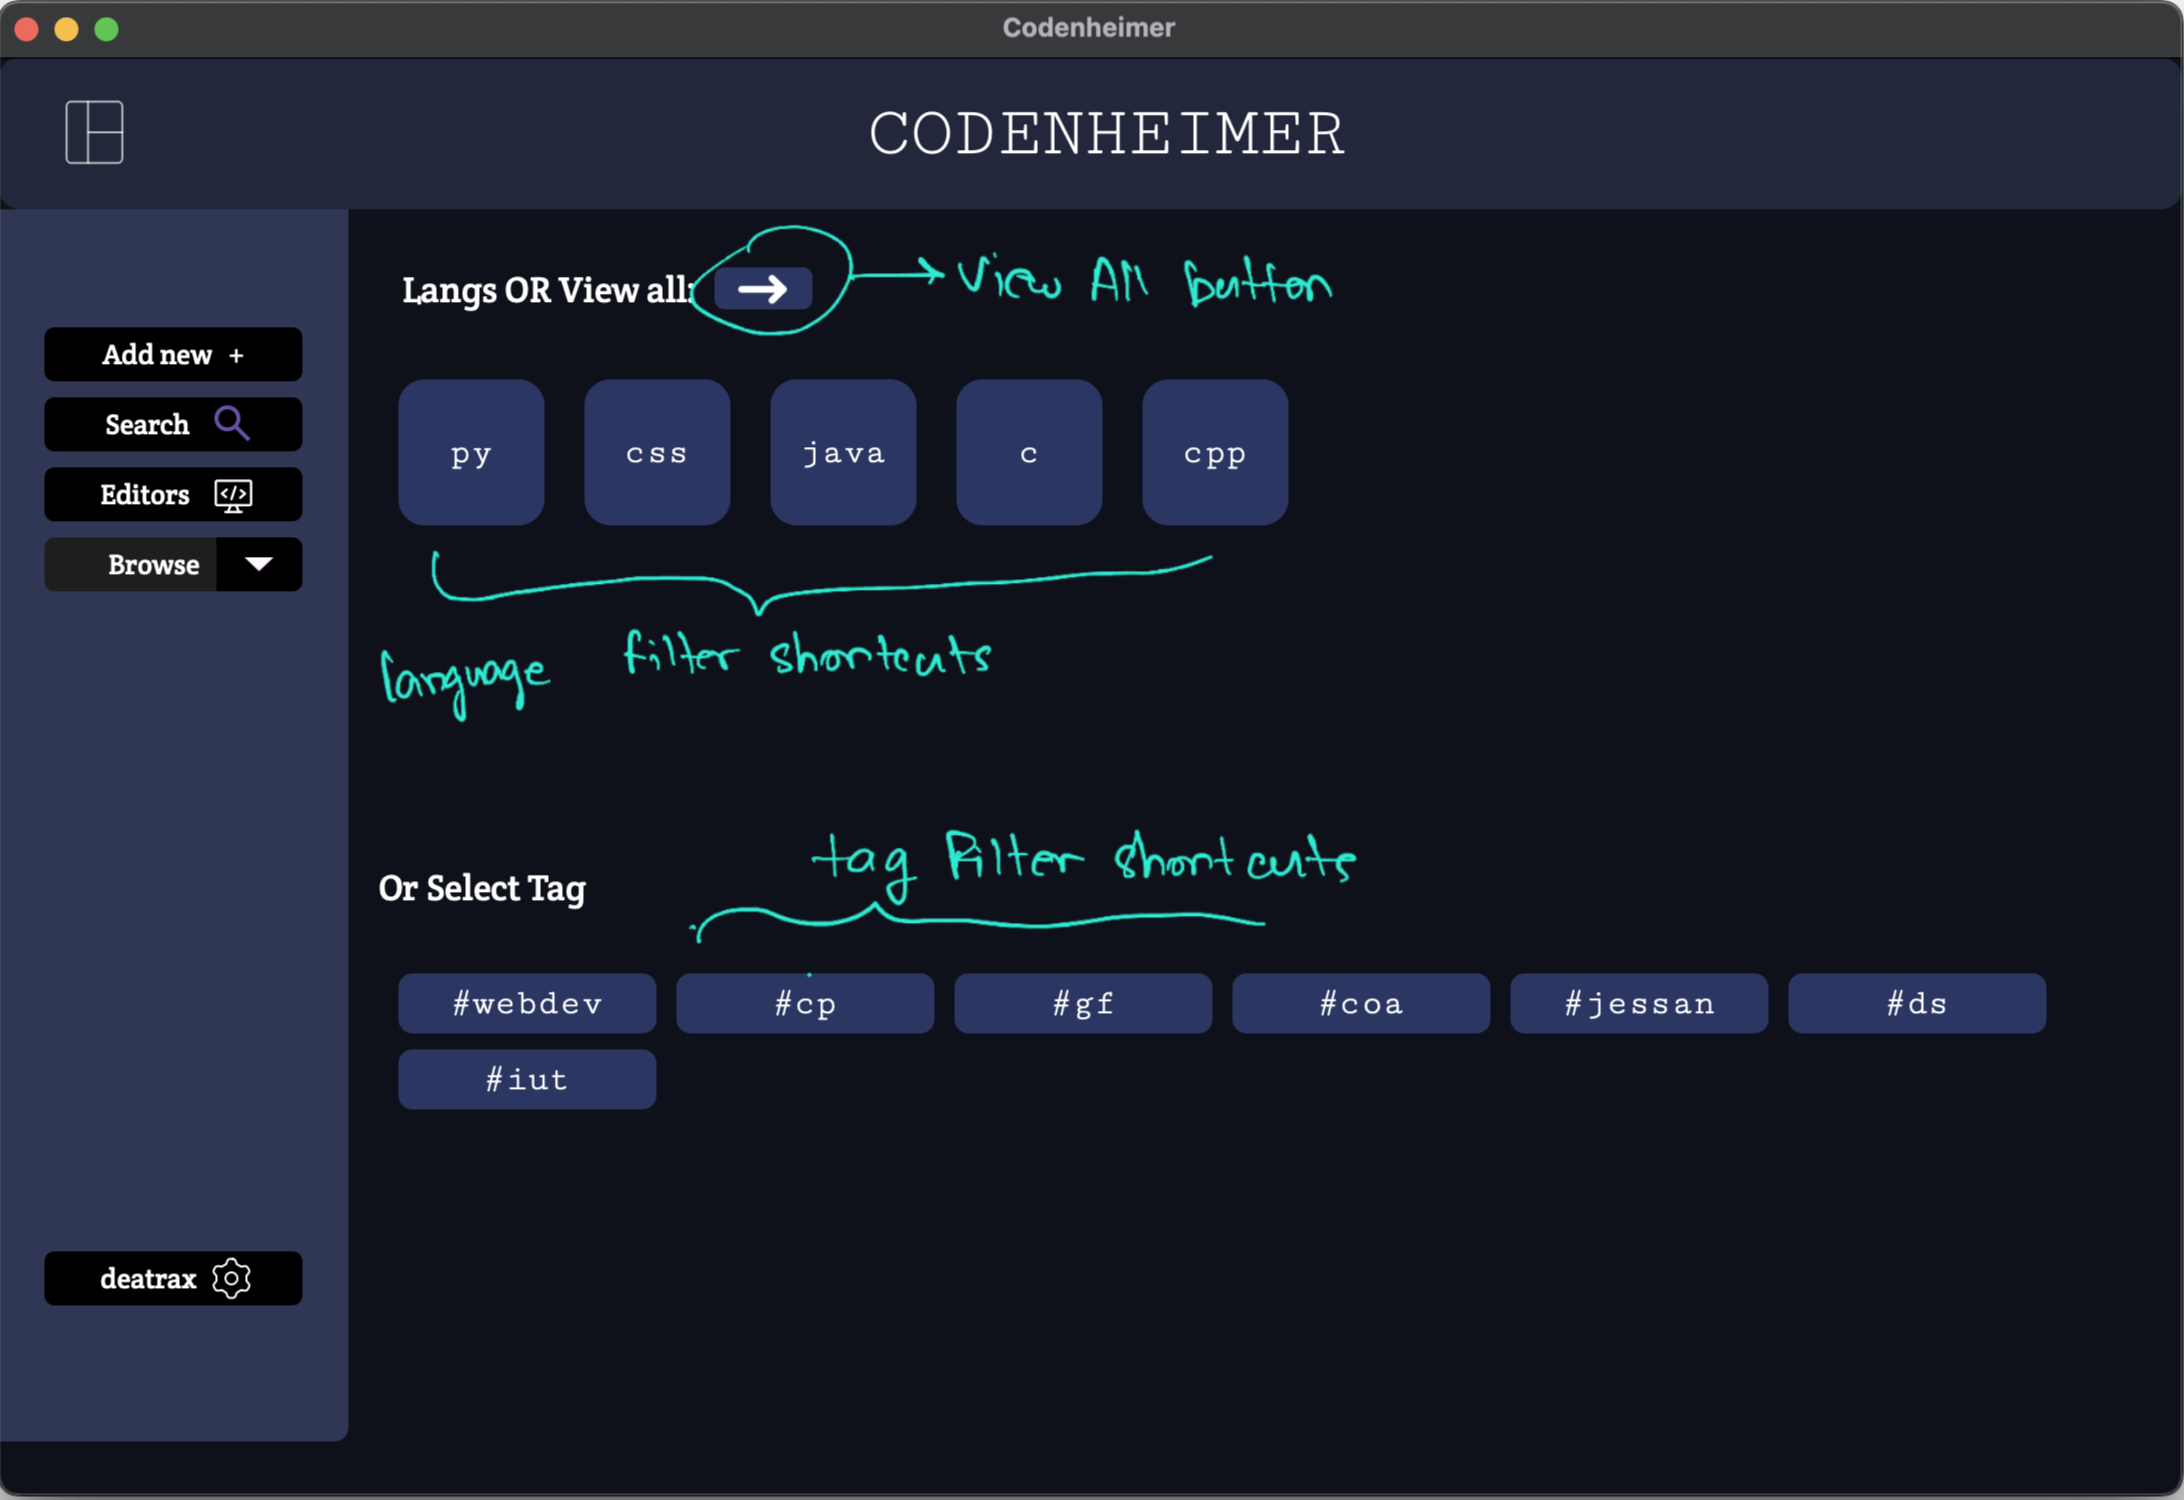 Codenheimer
CODENHEIMER
Langs OR View all:
View All button
Add new +
Search
Editors </>
Browse
py css java c cpp
language filter shortcuts
tag Filter shortcuts
Or Select Tag
#webdev #cp #gf #coa #jessan #ds
#iut
deatrax